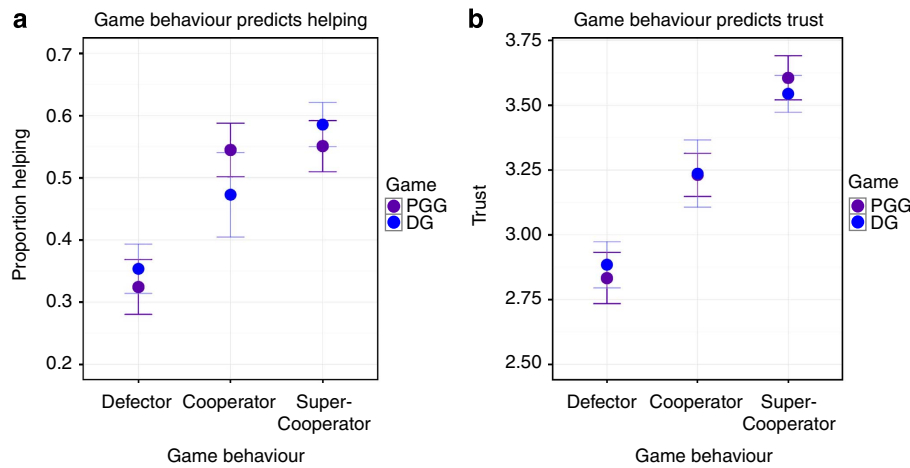 a
Game behaviour predicts helping
0.7
0.6
0.5
0.4
0.3
0.2
Proportion helping
Defector
Cooperator
Super-
Cooperator
Game behaviour
Game
PGG
DG
b
Game behaviour predicts trust
3.75
3.50
3.25
3.00
2.75
2.50
Trust
Defector
Cooperator
Super-
Cooperator
Game behaviour
Game
PGG
DG